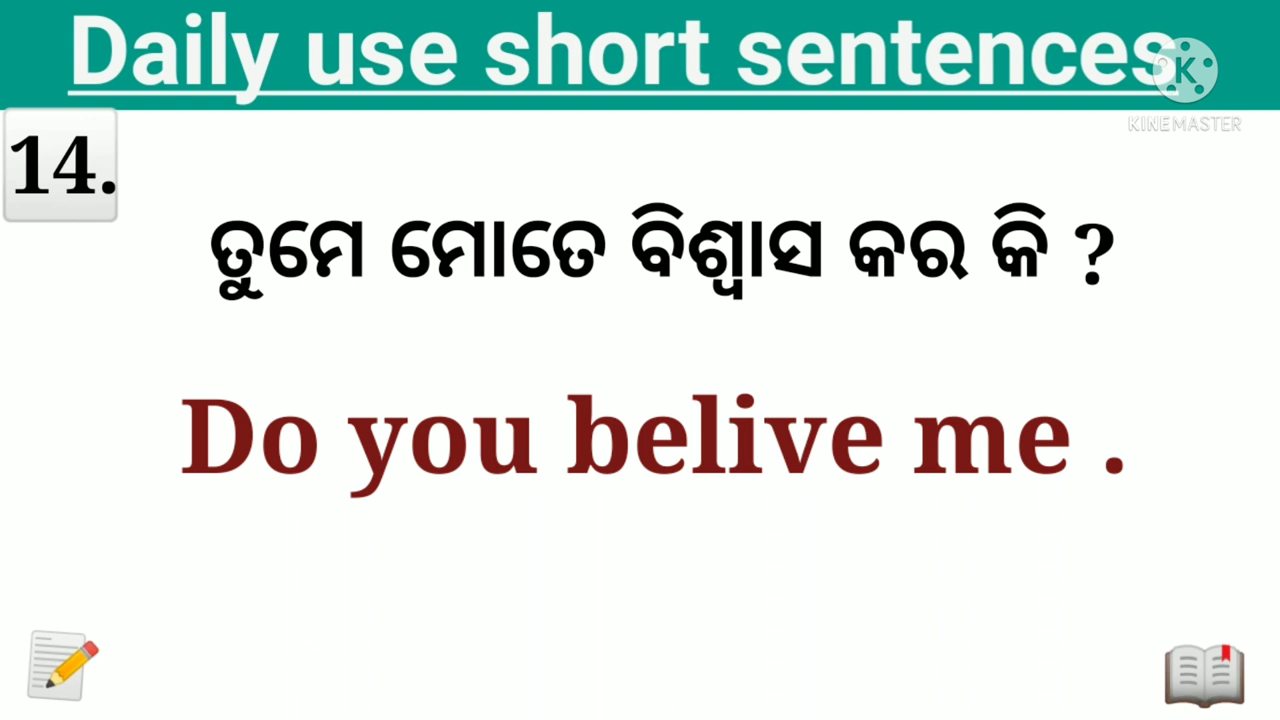 Daily use short sentences
K
KINEMASTER
14.
ତୁମେ ମୋତେ ବିଶ୍ୱାସ କର କି ?
Do you belive me .